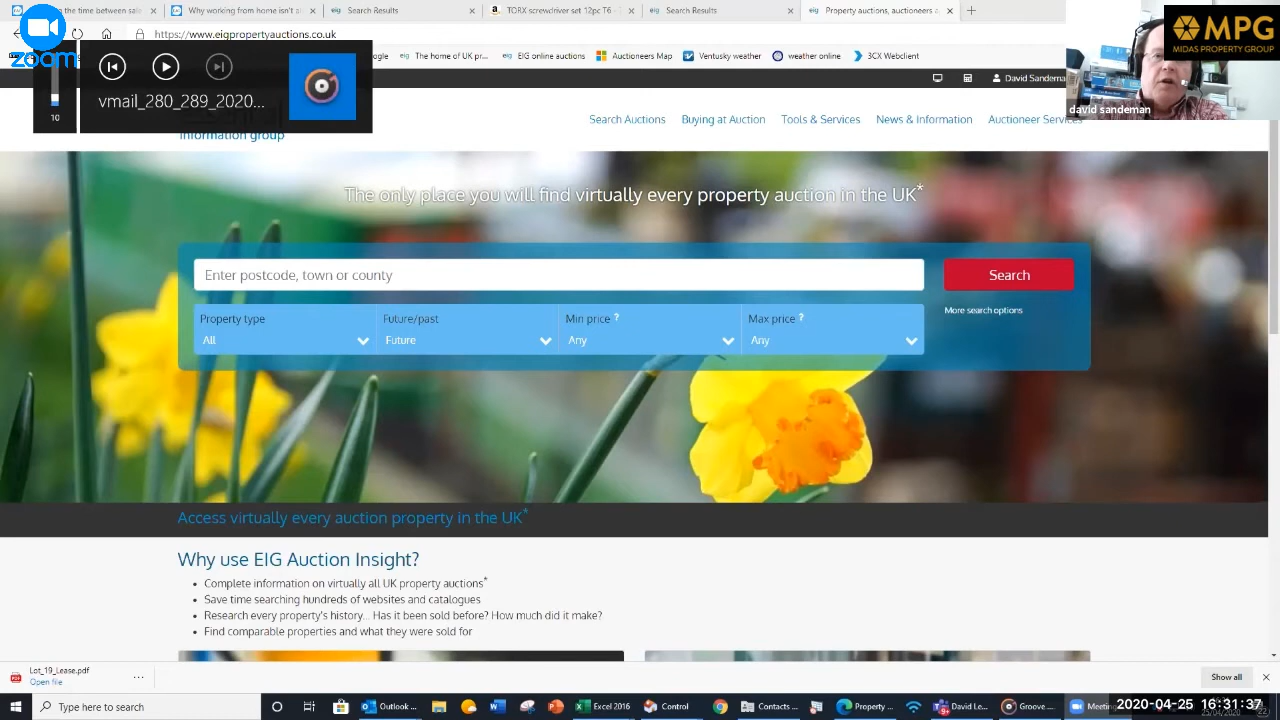 Time between sale
Where information isn't
Search Results
TORX screwdriver set 12pc T6 -
Search Results
Property auctions, auctioneers a
https://www.eigpropertyauctions.co.uk
ection
The home of UK pr...
EIG online auctions
Auctioneers Map
Ventusky weather
online weather
3CX Webclient
zoom
vmail_280_289_2020...
10
David Sandema
MPG
MIDAS PROPERTY GROUP
david sandeman
information group
Search Auctions
Buying at Auction
Tools & Services
News & Information
Auctioneer Services
The only place you will find virtually every property auction in the UK*
Enter postcode, town or county
Search
Property type
All
Future/past
Future
Min price ?
Any
Max price ?
Any
More search options
Access virtually every auction property in the UK*
Why use EIG Auction Insight?
Complete information on virtually all UK property auctions*
Save time searching hundreds of websites and catalogues
Research every property's history... Has it been sold before? How much did it make?
Find comparable properties and what they were sold for
Lot_19_Lease.pdf
Open file
Show all
Type here to search
Outlook ...
Excel 2016
Control
Contacts ...
Property ...
David Le...
Groove ...
Meeting
2020-04-25 16:31:37
25/04/2020